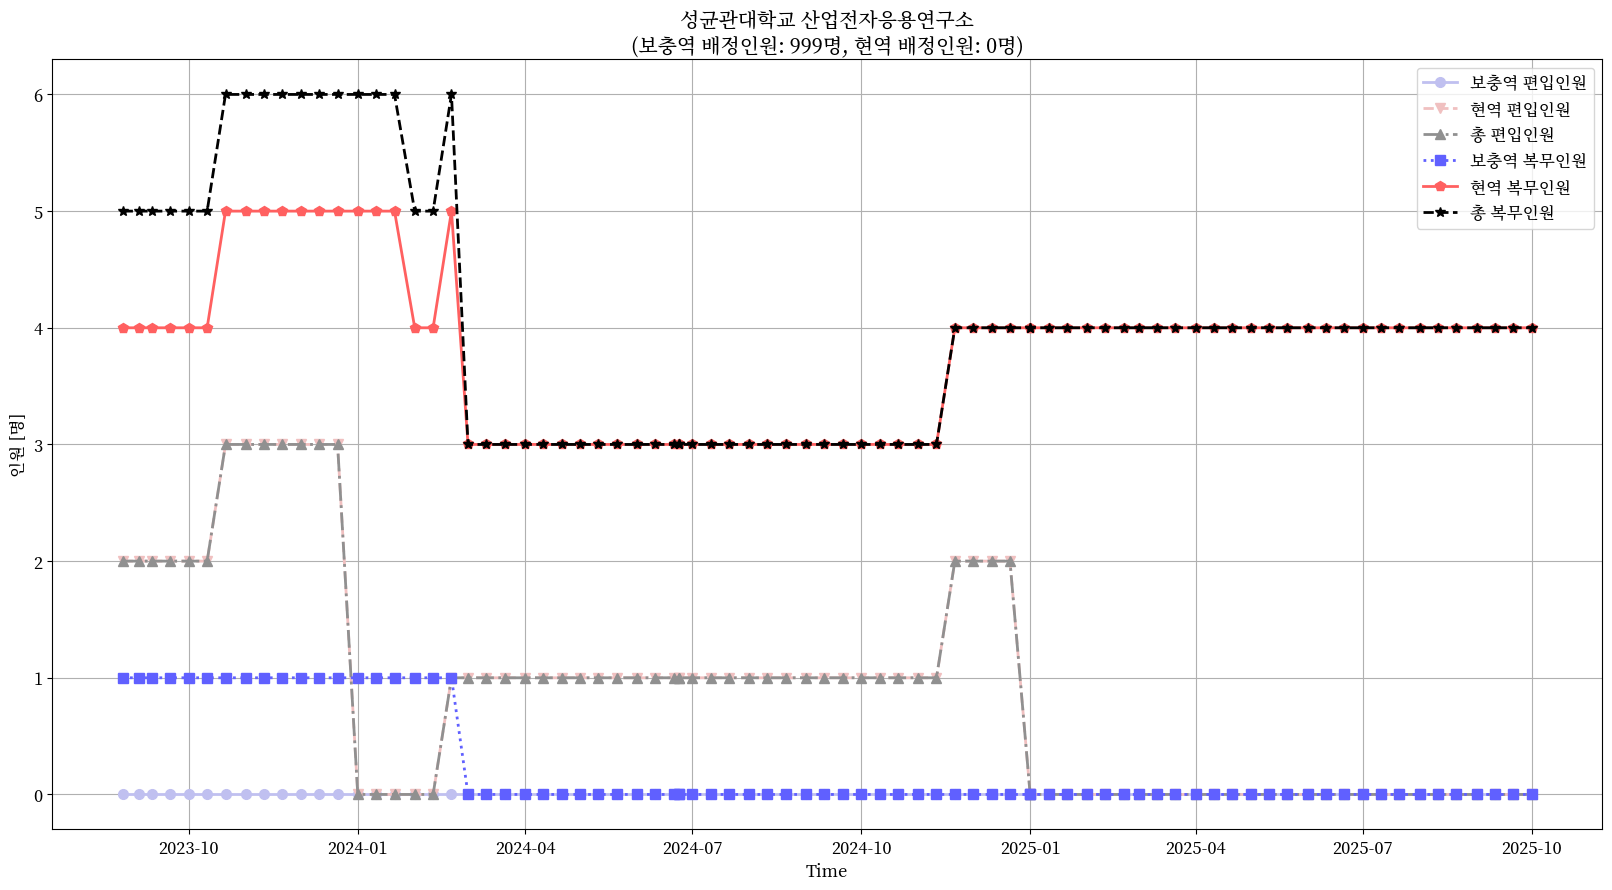 성균관대학교 산업전자응용연구소
(보충역 배정인원: 999명, 현역 배정인원: 0명)
보충역 편입인원
현역 편입인원
총 편입인원
보충역 복무인원
현역 복무인원
총 복무인원
인원 [명]
6
5
4
3
2
1
0
2023-10
2024-01
2024-04
2024-07
2024-10
2025-01
2025-04
2025-07
2025-10
Time